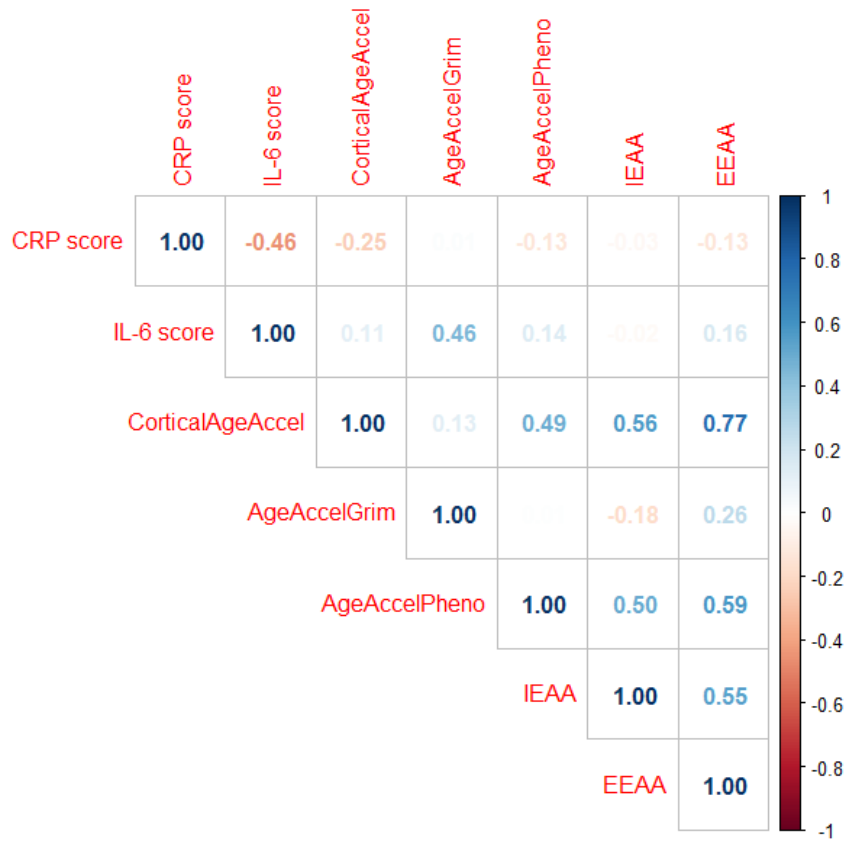 CRP score
IL-6 score
CorticalAgeAccel
AgeAccelGrim
AgeAccelPheno
IEAA
EEAA
CRP score 1.00 -0.46 -0.25 0.01 -0.13 -0.03 -0.13
IL-6 score 1.00 0.11 0.46 0.14 -0.02 0.16
CorticalAgeAccel 1.00 0.13 0.49 0.56 0.77
AgeAccelGrim 1.00 -0.18 0.26
AgeAccelPheno 1.00 0.50 0.59
IEAA 1.00 0.55
EEAA 1.00
1
0.8
0.6
0.4
0.2
0
-0.2
-0.4
-0.6
-0.8
-1